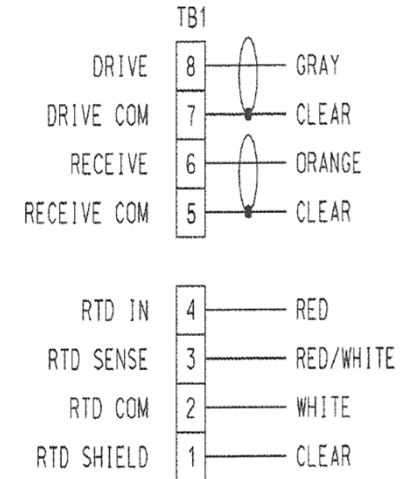 TB1
DRIVE 8 GRAY
DRIVE COM 7 CLEAR
RECEIVE 6 ORANGE
RECEIVE COM 5 CLEAR
RTD IN 4 RED
RTD SENSE 3 RED/WHITE
RTD COM 2 WHITE
RTD SHIELD 1 CLEAR